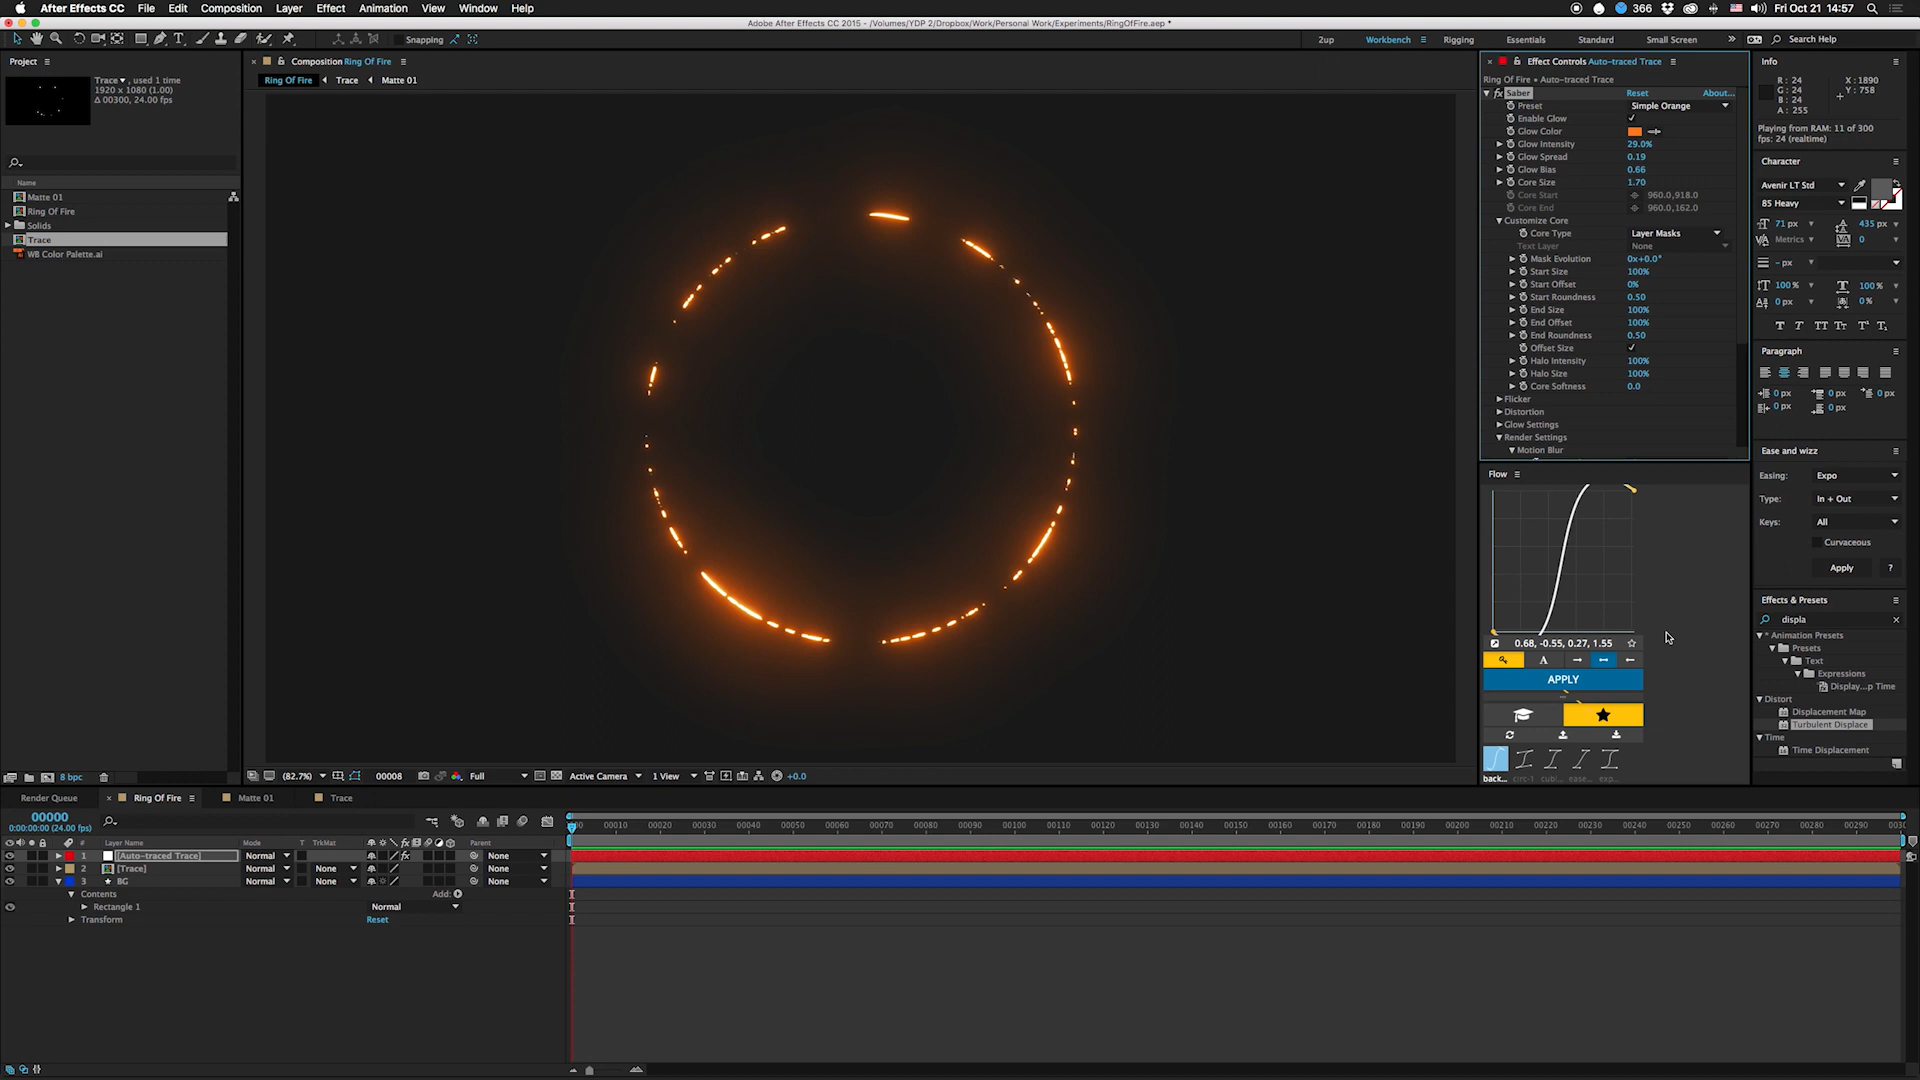 After Effects CC File Edit Composition Layer Effect Animation View Window Help 366 Fri Oct 21 14:57
Adobe After Effects CC 2015 - /Volumes/YDP 2/Dropbox/Work/Personal Work/Experiments/RingOfFire.aep *
Snapping 2up Workbench Rigging Essentials Standard Small Screen Search Help
Project
Trace , used 1 time
1920 x 1080 (1.00)
Δ 00300, 24.00 fps
Name
Matte 01
Ring Of Fire
Solids
Trace
WB Color Palette.ai
8 bpc
Composition Ring Of Fire
Ring Of Fire Trace Matte 01
(82.7%) 00008 Full Active Camera 1 View +0.0
Effect Controls Auto-traced Trace
Ring Of Fire • Auto-traced Trace
fx Saber Reset About...
Preset Simple Orange
Enable Glow
Glow Color
Glow Intensity 29.0%
Glow Spread 0.19
Glow Bias 0.66
Core Size 1.70
Core Start 960.0,918.0
Core End 960.0,162.0
Customize Core
Core Type Layer Masks
Text Layer None
Mask Evolution 0x+0.0°
Start Size 100%
Start Offset 0%
Start Roundness 0.50
End Size 100%
End Offset 100%
End Roundness 0.50
Offset Size
Halo Intensity 100%
Halo Size 100%
Core Softness 0.0
Flicker
Distortion
Glow Settings
Render Settings
Motion Blur
Flow
0.68, -0.55, 0.27, 1.55
A
APPLY
back... circ-1 cubi... ease... exp...
Info
R: 24 X: 1890
G: 24 Y: 758
B: 24
A: 255
Playing from RAM: 11 of 300
fps: 24 (realtime)
Character
Avenir LT Std
85 Heavy
71 px 435 px
Metrics 0
- px
100% 100%
0 px 0%
T T TT Tt T¹ T₁
Paragraph
0 px 0 px 0 px
0 px 0 px
Ease and wizz
Easing: Expo
Type: In + Out
Keys: All
Curvaceous
Apply ?
Effects & Presets
displa
* Animation Presets
Presets
Text
Expressions
Display...p Time
Distort
Displacement Map
Turbulent Displace
Time
Time Displacement
Render Queue Ring Of Fire Matte 01 Trace
00000
0:00:00:00 (24.00 fps)
00010 00020 00030 00040 00050 00060 00070 00080 00090 00100 00110 00120 00130 00140 00150 00160 00170 00180 00190 00200 00210 00220 00230 00240 00250 00260 00270 00280 00290
# Layer Name Mode T TrkMat Parent
1 [Auto-traced Trace] Normal None
2 [Trace] Normal None None
3 BG Normal None None
Contents Add:
Rectangle 1 Normal
Transform Reset